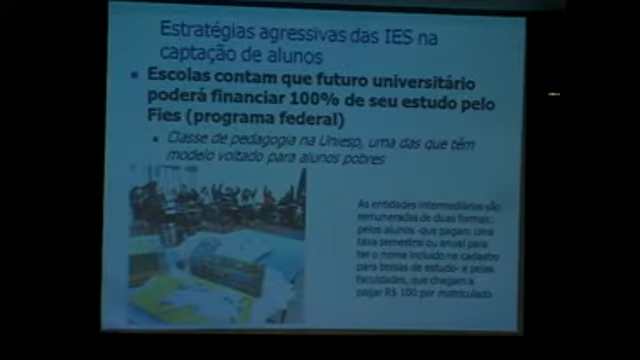 Estratégias agressivas das IES na
captação de alunos
Escolas contam que futuro universitário
poderá financiar 100% de seu estudo pelo
Fies (programa federal)
Classe de pedagogia na Uniesp, uma das que têm
modelo voltado para alunos pobres
As entidades intermediárias são
remuneradas de duas formas:
pelos alunos -que pagam uma
taxa semestral ou anual para
ter o nome incluído no cadastro
para bolsas de estudo- e pelas
faculdades, que chegam a
pagar R$ 100 por matriculado